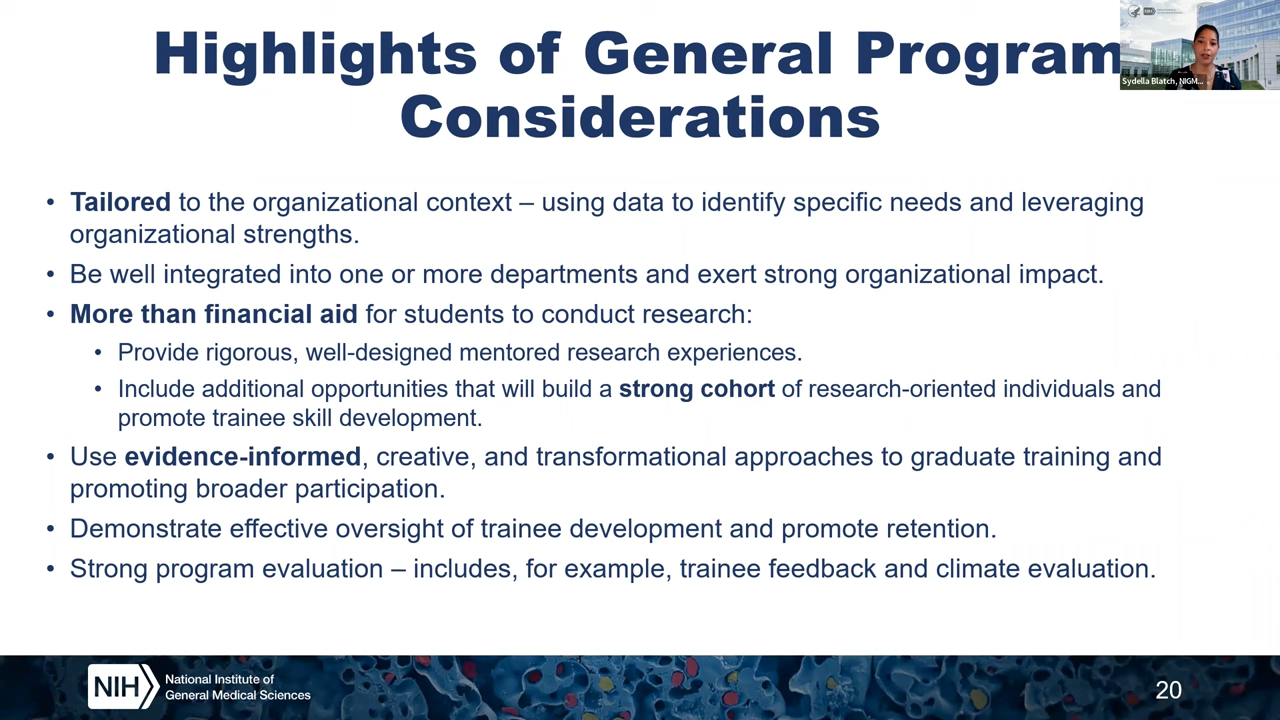 Highlights of General Program
Considerations
Sydella Blatch, NIGM...
• Tailored to the organizational context – using data to identify specific needs and leveraging
organizational strengths.
• Be well integrated into one or more departments and exert strong organizational impact.
• More than financial aid for students to conduct research:
• Provide rigorous, well-designed mentored research experiences.
• Include additional opportunities that will build a strong cohort of research-oriented individuals and
promote trainee skill development.
• Use evidence-informed, creative, and transformational approaches to graduate training and
promoting broader participation.
• Demonstrate effective oversight of trainee development and promote retention.
• Strong program evaluation – includes, for example, trainee feedback and climate evaluation.
NIH
National Institute of
General Medical Sciences
20